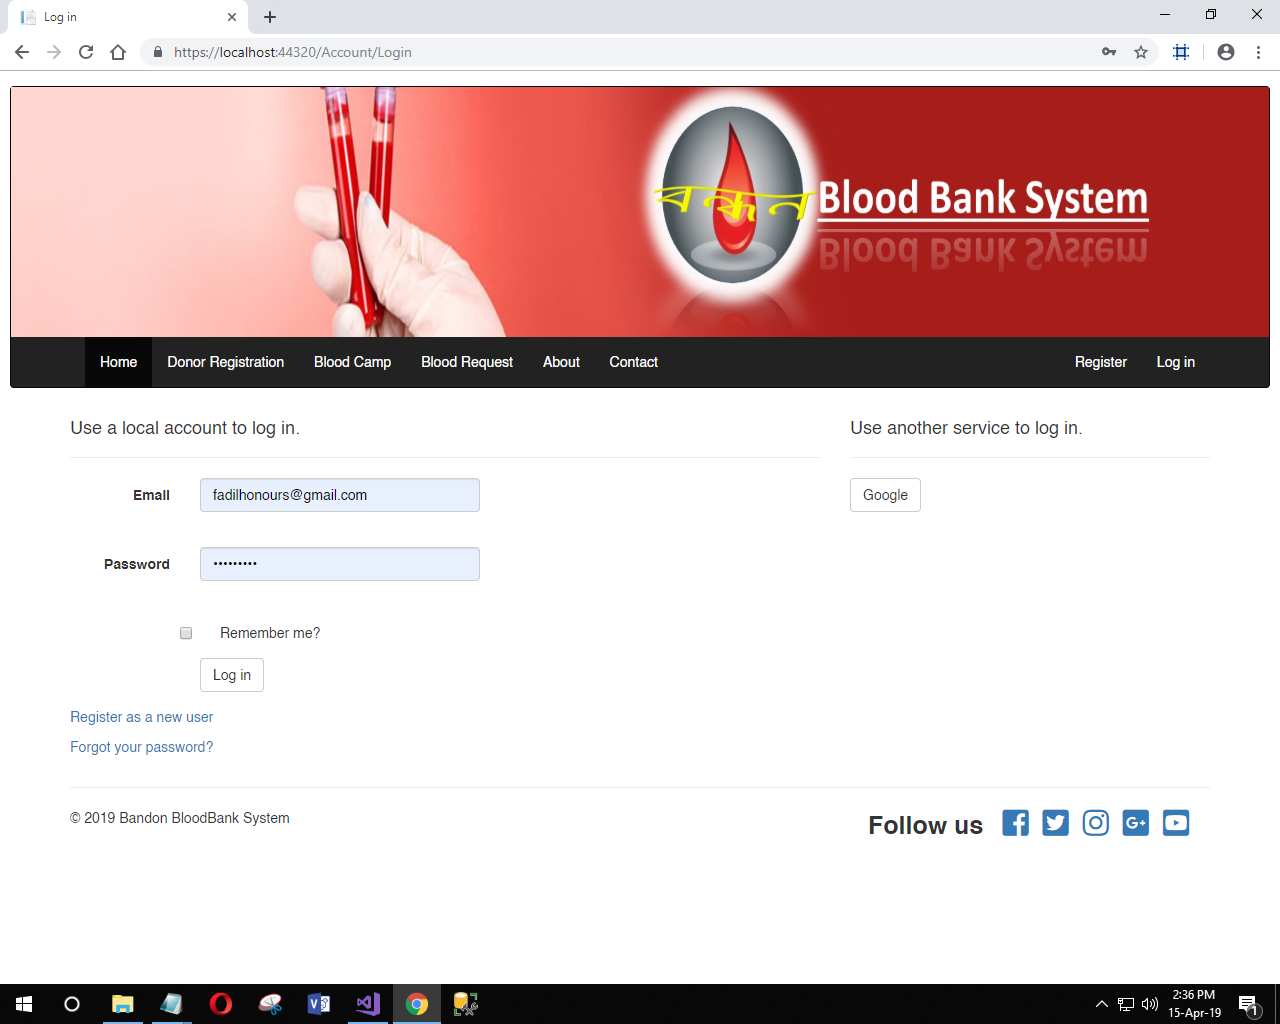 Log in
https://localhost:44320/Account/Login
বন্ধন
Blood Bank System
Home Donor Registration Blood Camp Blood Request About Contact Register Log in
Use a local account to log in.
Use another service to log in.
Email fadilhonours@gmail.com
Google
Password •••••••••
Remember me?
Log in
Register as a new user
Forgot your password?
© 2019 Bandon BloodBank System
Follow us
2:36 PM
15-Apr-19
1